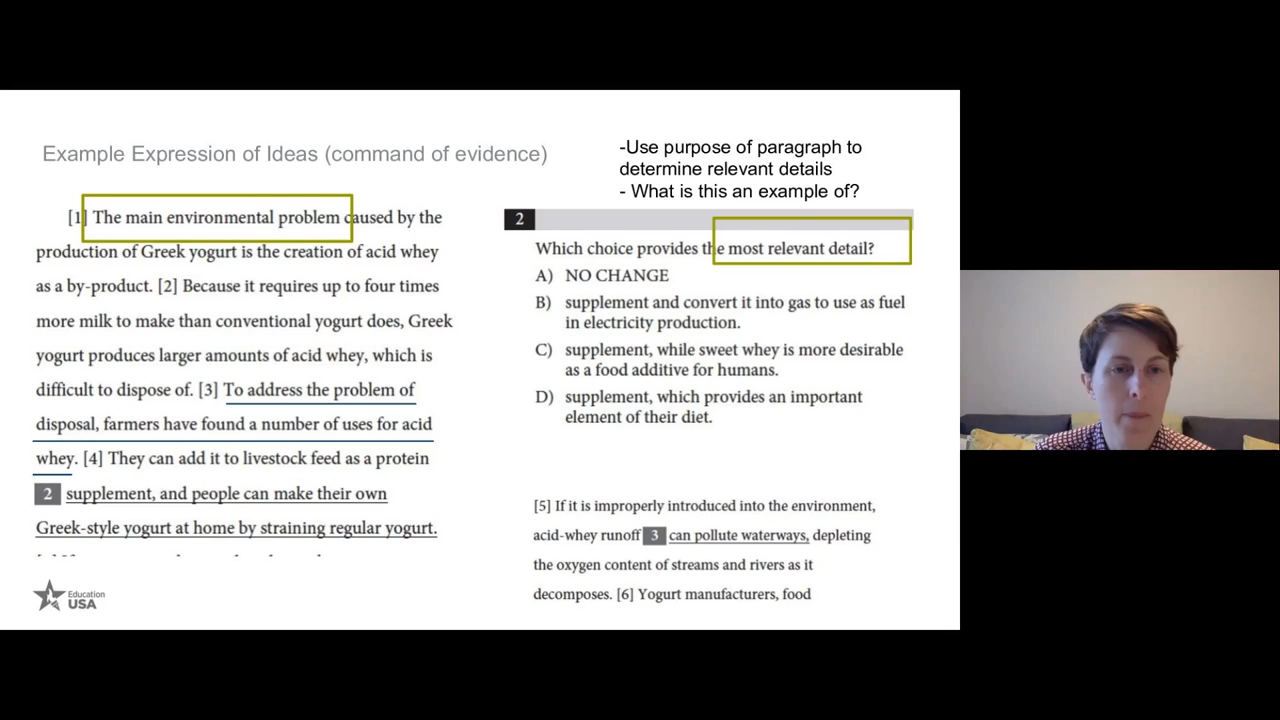 Example Expression of Ideas (command of evidence)
-Use purpose of paragraph to
determine relevant details
- What is this an example of?
[1] The main environmental problem caused by the
production of Greek yogurt is the creation of acid whey
as a by-product. [2] Because it requires up to four times
more milk to make than conventional yogurt does, Greek
yogurt produces larger amounts of acid whey, which is
difficult to dispose of. [3] To address the problem of
disposal, farmers have found a number of uses for acid
whey. [4] They can add it to livestock feed as a protein
2 supplement, and people can make their own
Greek-style yogurt at home by straining regular yogurt.
2
Which choice provides the most relevant detail?
A) NO CHANGE
B) supplement and convert it into gas to use as fuel
in electricity production.
C) supplement, while sweet whey is more desirable
as a food additive for humans.
D) supplement, which provides an important
element of their diet.
[5] If it is improperly introduced into the environment,
acid-whey runoff 3 can pollute waterways, depleting
the oxygen content of streams and rivers as it
decomposes. [6] Yogurt manufacturers, food
Education
USA